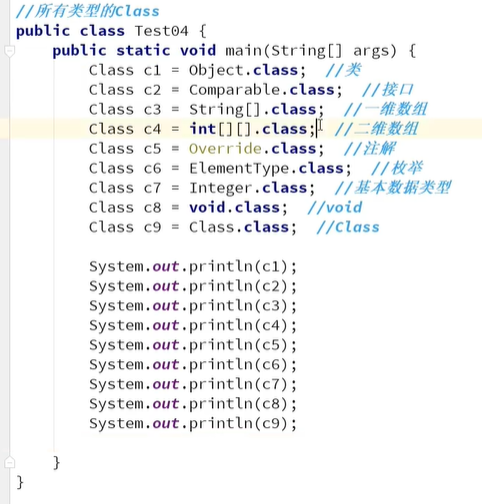 //所有类型的Class
public class Test04 {
    public static void main(String[] args) {
        Class c1 = Object.class;  //类
        Class c2 = Comparable.class;  //接口
        Class c3 = String[].class;  //一维数组
        Class c4 = int[][].class;  //二维数组
        Class c5 = Override.class;  //注解
        Class c6 = ElementType.class;  //枚举
        Class c7 = Integer.class;  //基本数据类型
        Class c8 = void.class;  //void
        Class c9 = Class.class;  //Class
        System.out.println(c1);
        System.out.println(c2);
        System.out.println(c3);
        System.out.println(c4);
        System.out.println(c5);
        System.out.println(c6);
        System.out.println(c7);
        System.out.println(c8);
        System.out.println(c9);
    }
}